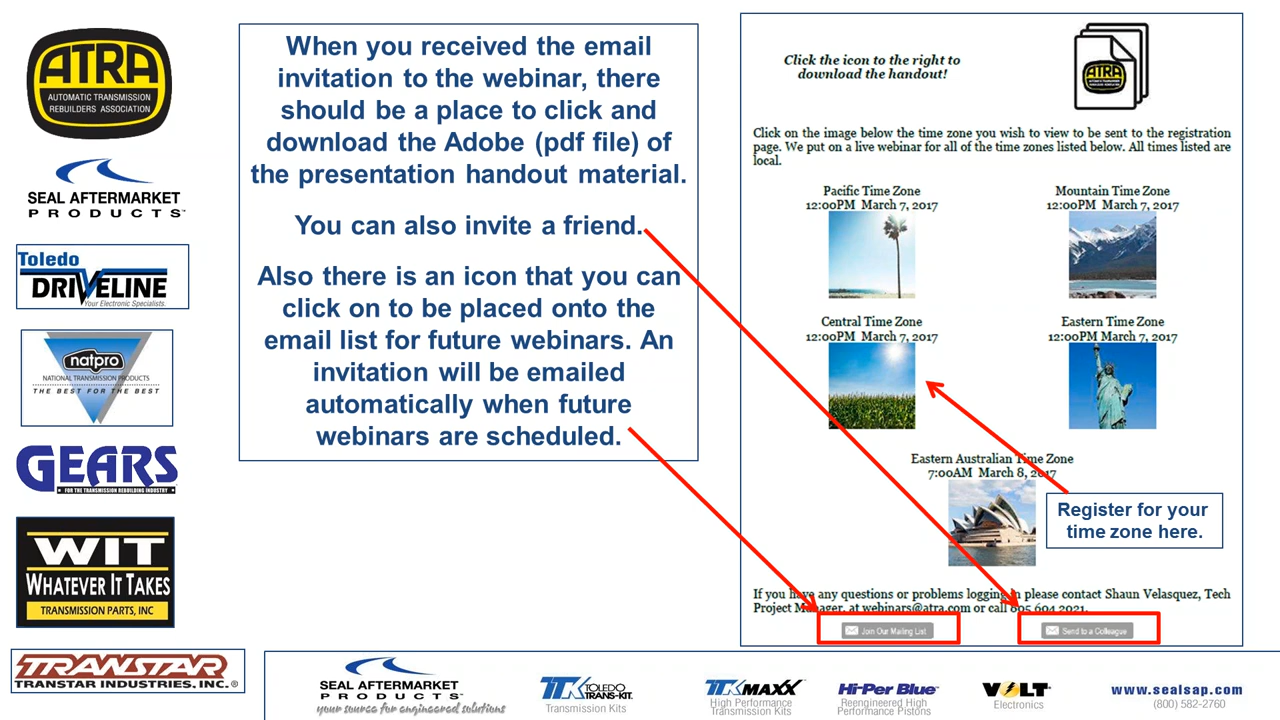 ATRA
AUTOMATIC TRANSMISSION
REBUILDERS ASSOCIATION
SEAL AFTERMARKET
PRODUCTS™
Toledo
DRIVELINE
Your Electronic Specialists.
natpro
NATIONAL TRANSMISSION PRODUCTS
THE BEST FOR THE BEST
GEARS
FOR THE TRANSMISSION REBUILDING INDUSTRY
WIT
WHATEVER IT TAKES
TRANSMISSION PARTS, INC
TRANSTAR
TRANSTAR INDUSTRIES, INC.®
When you received the email
invitation to the webinar, there
should be a place to click and
download the Adobe (pdf file) of
the presentation handout material.
You can also invite a friend.
Also there is an icon that you can
click on to be placed onto the
email list for future webinars. An
invitation will be emailed
automatically when future
webinars are scheduled.
Click the icon to the right to
download the handout!
ATRA
Click on the image below the time zone you wish to view to be sent to the registration
page. We put on a live webinar for all of the time zones listed below. All times listed are
local.
Pacific Time Zone
12:00PM March 7, 2017
Mountain Time Zone
12:00PM March 7, 2017
Central Time Zone
12:00PM March 7, 2017
Eastern Time Zone
12:00PM March 7, 2017
Eastern Australian Time Zone
7:00AM March 8, 2017
Register for your
time zone here.
If you have any questions or problems logging in please contact Shaun Velasquez, Tech
Project Manager, at webinars@atra.com or call 805.604.2021.
Join Our Mailing List
Send to a Colleague
SEAL AFTERMARKET
PRODUCTS™
your source for engineered solutions
TTK TOLEDO
TRANS-KIT.
Transmission Kits
TTK MAXX™
High Performance
Transmission Kits
Hi-Per Blue™
Reengineered High
Performance Pistons
VOLT™
Electronics
www.sealsap.com
(800) 582-2760